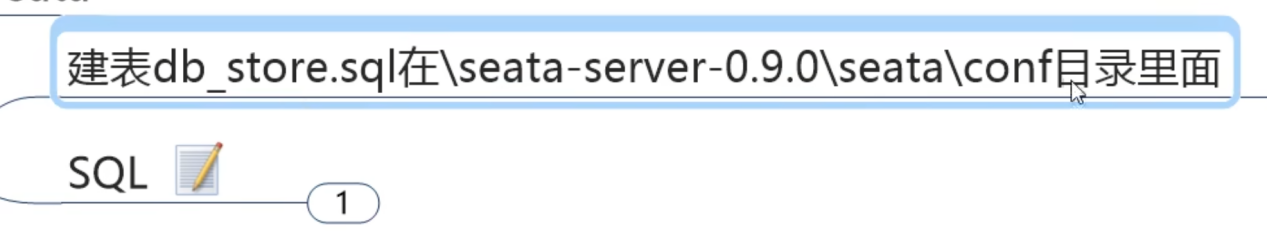 建表db_store.sql在\seata-server-0.9.0\seata\conf目录里面
SQL
1